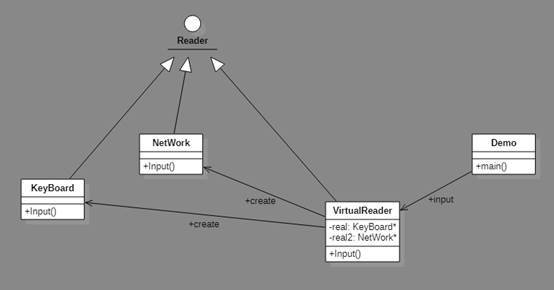 Reader
NetWork
+Input()
Demo
+main()
KeyBoard
+Input()
+create
+create
VirtualReader
-real: KeyBoard*
-real2: NetWork*
+Input()
+input